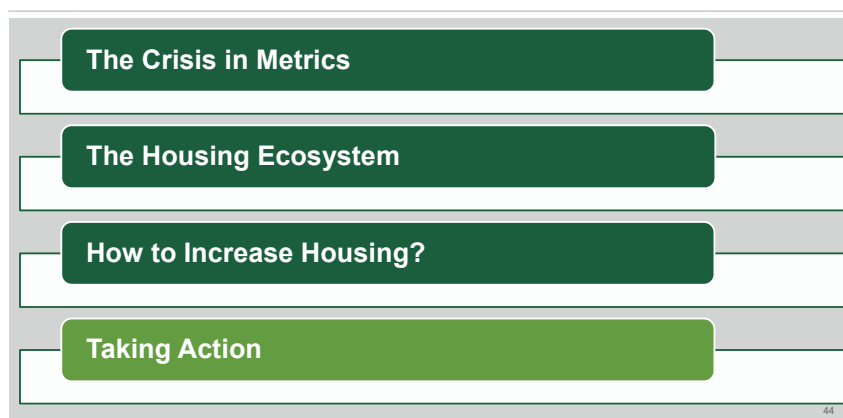 The Crisis in Metrics
The Housing Ecosystem
How to Increase Housing?
Taking Action
44